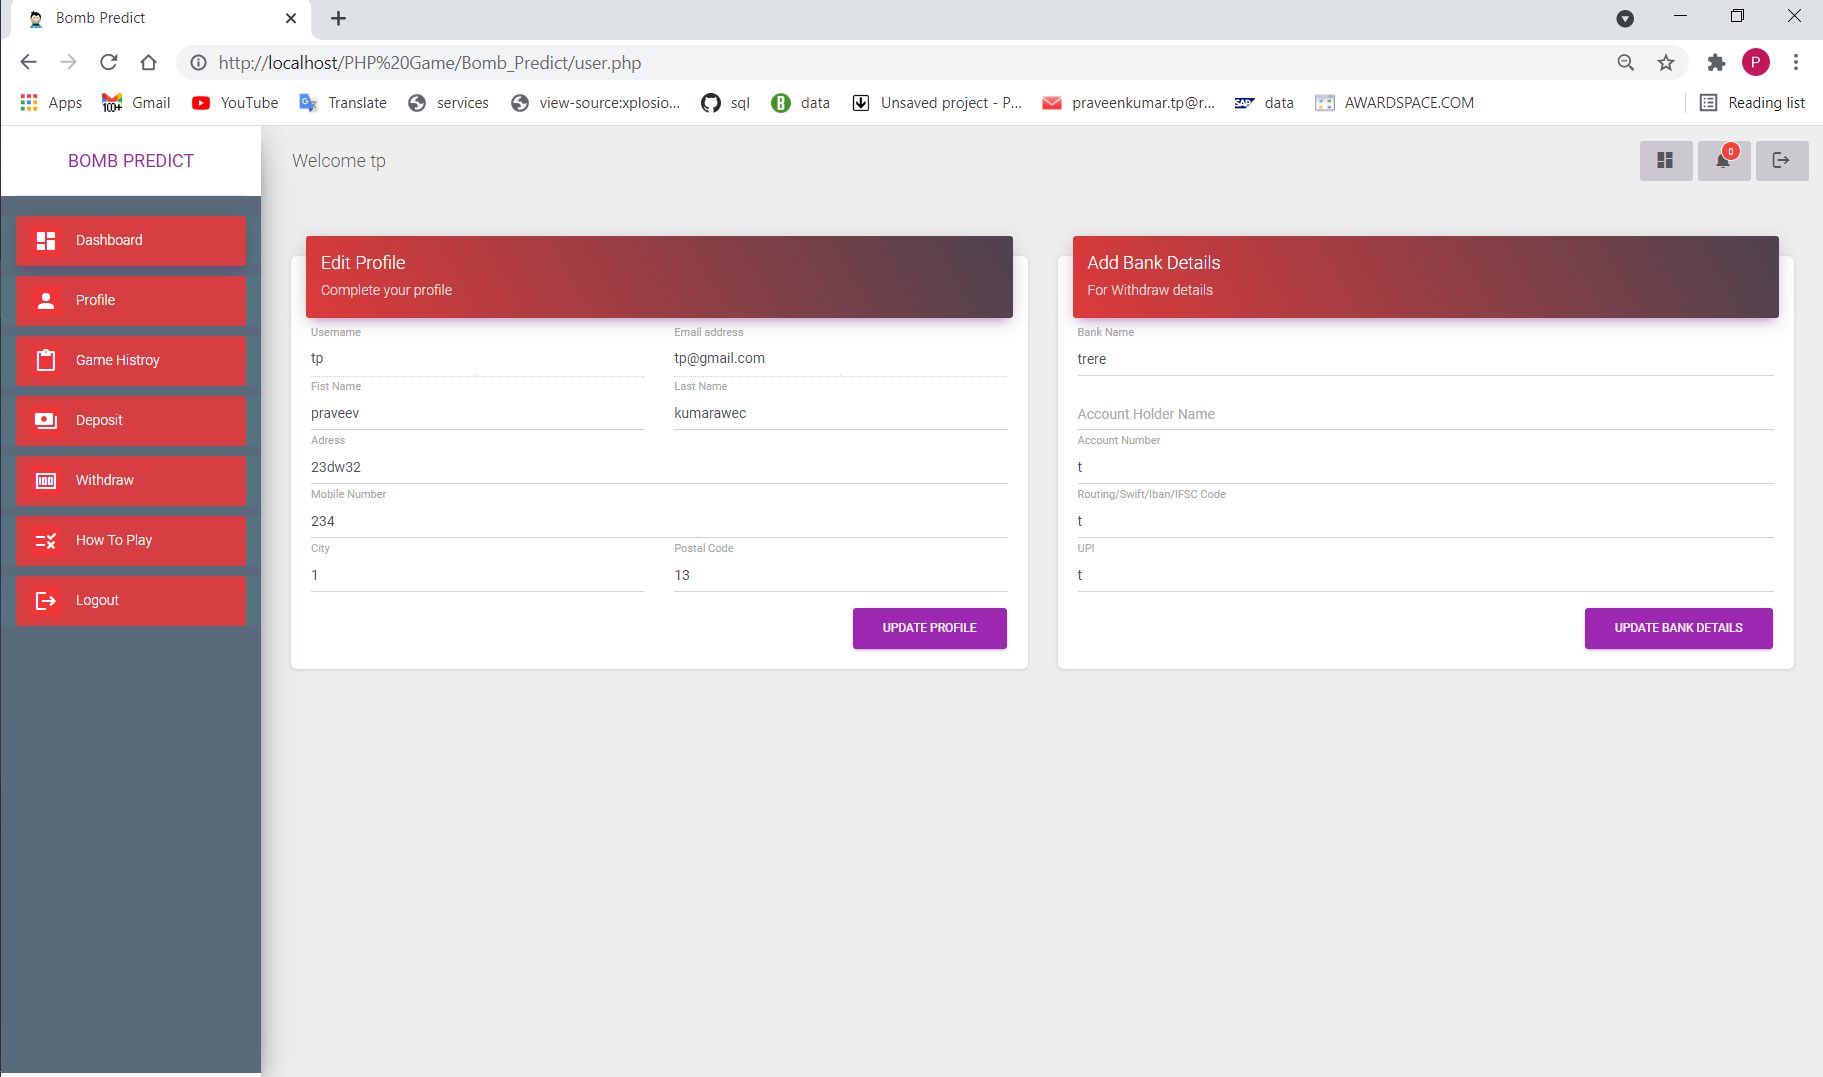 Bomb Predict
http://localhost/PHP%20Game/Bomb_Predict/user.php
P
Apps
100+
Gmail
YouTube
Translate
services
view-source:xplosio...
sql
B
data
Unsaved project - P...
praveenkumar.tp@r...
SAP
data
AWARDSPACE.COM
Reading list
BOMB PREDICT
Welcome tp
0
Dashboard
Profile
Game Histroy
Deposit
Withdraw
How To Play
Logout
Edit Profile
Complete your profile
Username
Email address
tp
tp@gmail.com
Fist Name
Last Name
praveev
kumarawec
Adress
23dw32
Mobile Number
234
City
Postal Code
1
13
UPDATE PROFILE
Add Bank Details
For Withdraw details
Bank Name
trere
Account Holder Name
Account Number
t
Routing/Swift/Iban/IFSC Code
t
UPI
t
UPDATE BANK DETAILS